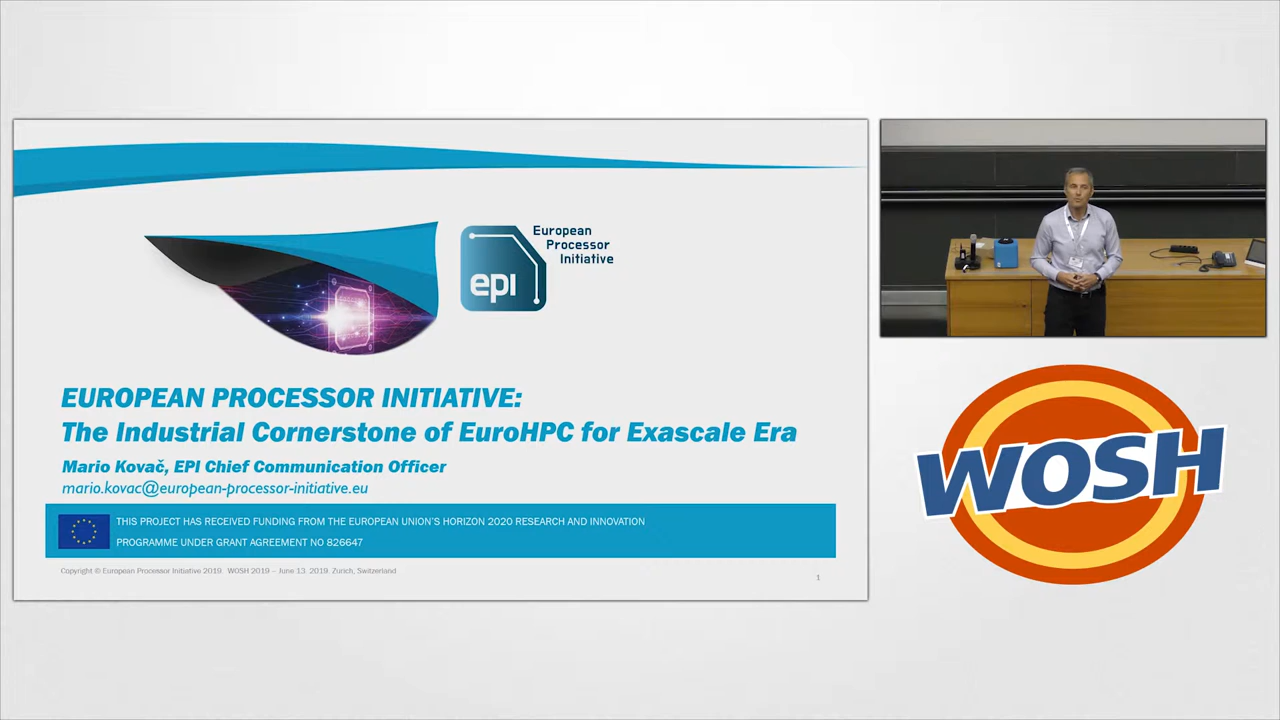 European
Processor
Initiative
epi
EUROPEAN PROCESSOR INITIATIVE:
The Industrial Cornerstone of EuroHPC for Exascale Era
Mario Kovač, EPI Chief Communication Officer
mario.kovac@european-processor-initiative.eu
THIS PROJECT HAS RECEIVED FUNDING FROM THE EUROPEAN UNION'S HORIZON 2020 RESEARCH AND INNOVATION
PROGRAMME UNDER GRANT AGREEMENT NO 826647
Copyright © European Processor Initiative 2019. WOSH 2019 – June 13. 2019. Zurich, Switzerland
1
WOSH